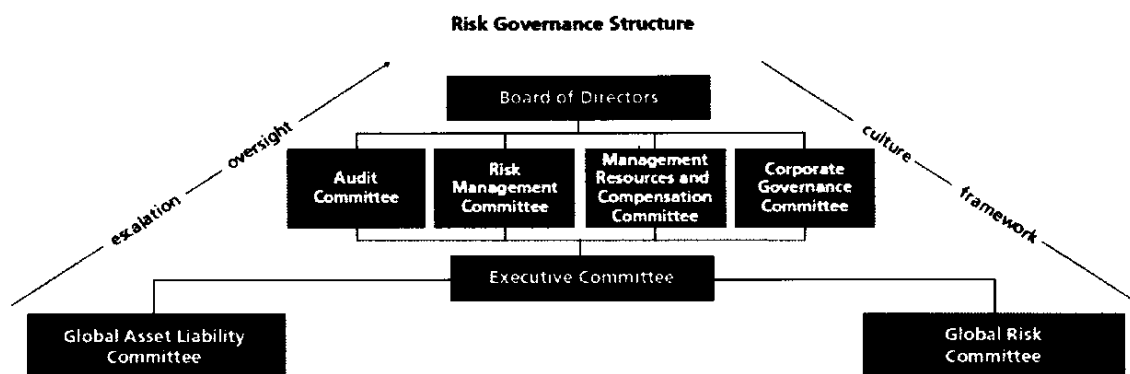 Risk Governance Structure
Board of Directors
oversight
culture
Audit
Committee
Risk
Management
Committee
Management
Resources and
Compensation
Committee
Corporate
Governance
Committee
escalation
framework
Executive Committee
Global Asset Liability
Committee
Global Risk
Committee